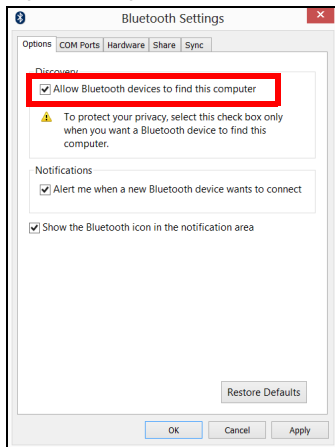 Bluetooth Settings
Options COM Ports Hardware Share Sync
Discovery
Allow Bluetooth devices to find this computer
To protect your privacy, select this check box only
when you want a Bluetooth device to find this
computer.
Notifications
Alert me when a new Bluetooth device wants to connect
Show the Bluetooth icon in the notification area
Restore Defaults
OK Cancel Apply